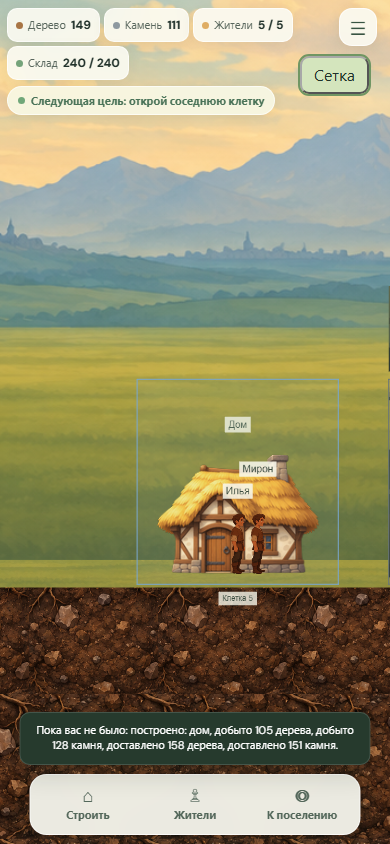 Дерево 149
Камень 111
Жители 5 / 5
Склад 240 / 240
Сетка
Следующая цель: открой соседнюю клетку
Дом
Мирон
Илья
Клетка 5
Пока вас не было: построено: дом, добыто 105 дерева, добыто
128 камня, доставлено 158 дерева, доставлено 151 камня.
Строить
Жители
К поселению